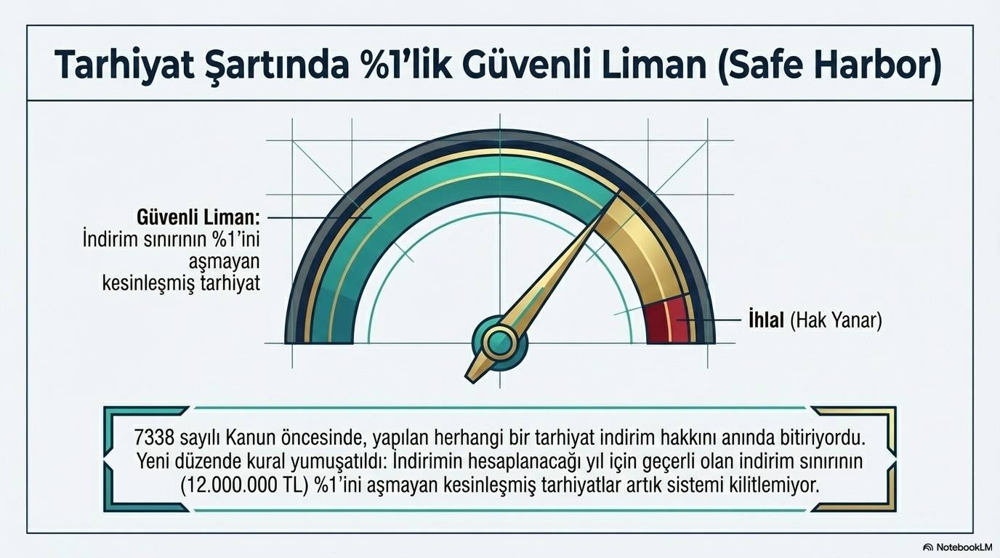 Tarhiyat Şartında %1’lik Güvenli Liman (Safe Harbor)
Güvenli Liman:
İndirim sınırının %1’ini
aşmayan
kesinleşmiş tarhiyat
İhlal (Hak Yanar)
7338 sayılı Kanun öncesinde, yapılan herhangi bir tarhiyat indirim hakkını anında bitiriyordu.
Yeni düzende kural yumuşatıldı: İndirimin hesaplanacağı yıl için geçerli olan indirim sınırının
(12.000.000 TL) %1’ini aşmayan kesinleşmiş tarhiyatlar artık sistemi kilitlemiyor.
NotebookLM